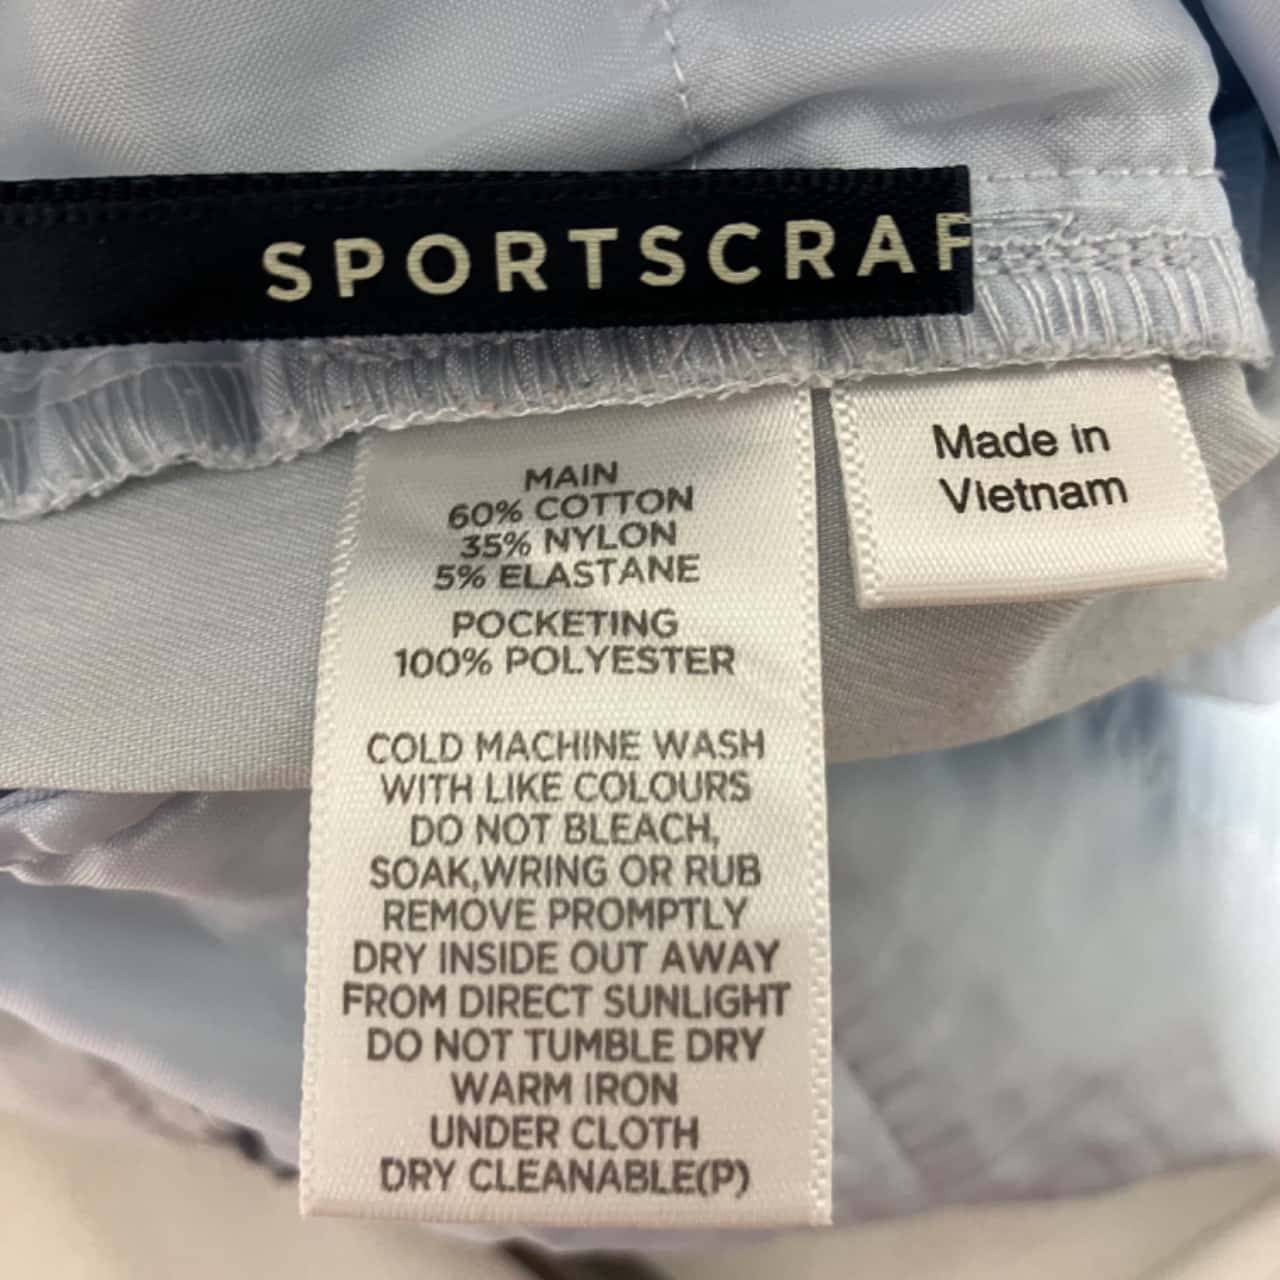 SPORTSCRAF
Made in
Vietnam
MAIN
60% COTTON
35% NYLON
5% ELASTANE
POCKETING
100% POLYESTER
COLD MACHINE WASH
WITH LIKE COLOURS
DO NOT BLEACH,
SOAK,WRING OR RUB
REMOVE PROMPTLY
DRY INSIDE OUT AWAY
FROM DIRECT SUNLIGHT
DO NOT TUMBLE DRY
WARM IRON
UNDER CLOTH
DRY CLEANABLE(P)